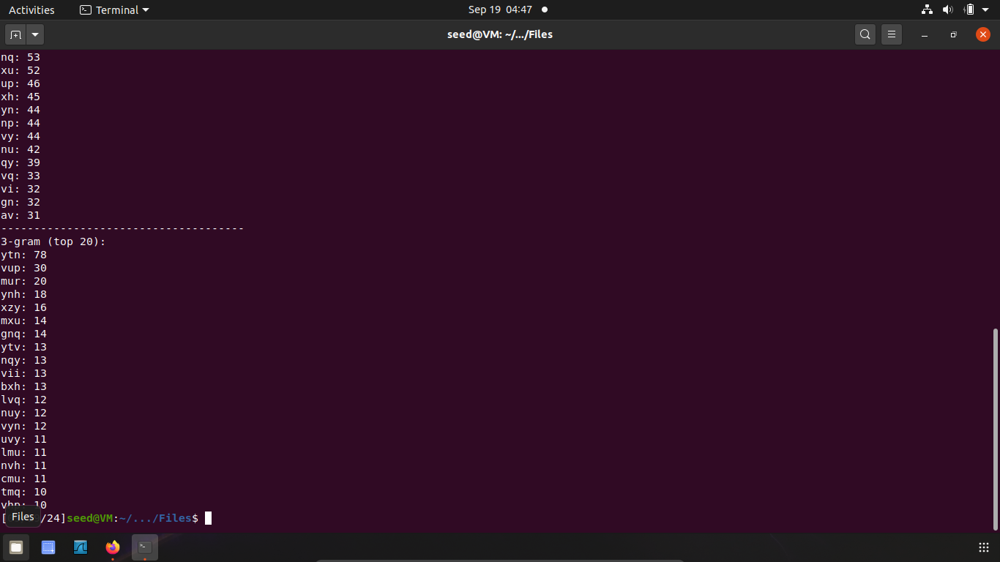 Activities Terminal Sep 19 04:47
seed@VM: ~/.../Files
nq: 53
xu: 52
up: 46
xh: 45
yn: 44
np: 44
vy: 44
nu: 42
qy: 39
vq: 33
vi: 32
gn: 32
av: 31
-------------------------------------
3-gram (top 20):
ytn: 78
vup: 30
mur: 20
ynh: 18
xzy: 16
mxu: 14
gnq: 14
ytv: 13
nqy: 13
vii: 13
bxh: 13
lvq: 12
nuy: 12
vyn: 12
uvy: 11
lmu: 11
nvh: 11
cmu: 11
tmq: 10
10
[ /24]seed@VM:~/.../Files$
Files